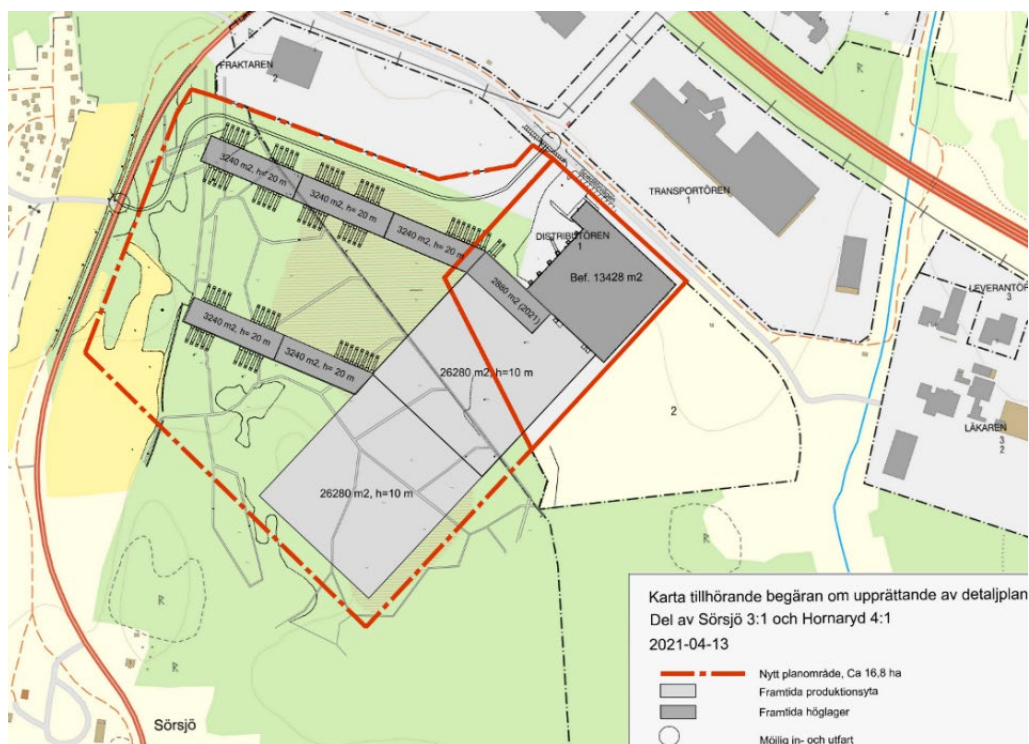 FRAKTAREN
2
3240 m2, h= 20 m
3240 m2, h= 20 m
3240 m2, h= 20 m
TRANSPORTÖREN
1
DISTRIBUTÖREN
1
Bef. 13428 m2
2880 m2 (2021)
LEVERANTÖR
3
3240 m2, h= 20 m
3240 m2, h= 20 m
26280 m2, h=10 m
2
LÄKAREN
3
2
26280 m2, h=10 m
Sörsjö
Karta tillhörande begäran om upprättande av detaljplan
Del av Sörsjö 3:1 och Hornaryd 4:1
2021-04-13
Nytt planområde, Ca 16,8 ha
Framtida produktionsyta
Framtida höglager
Möjlig in- och utfart